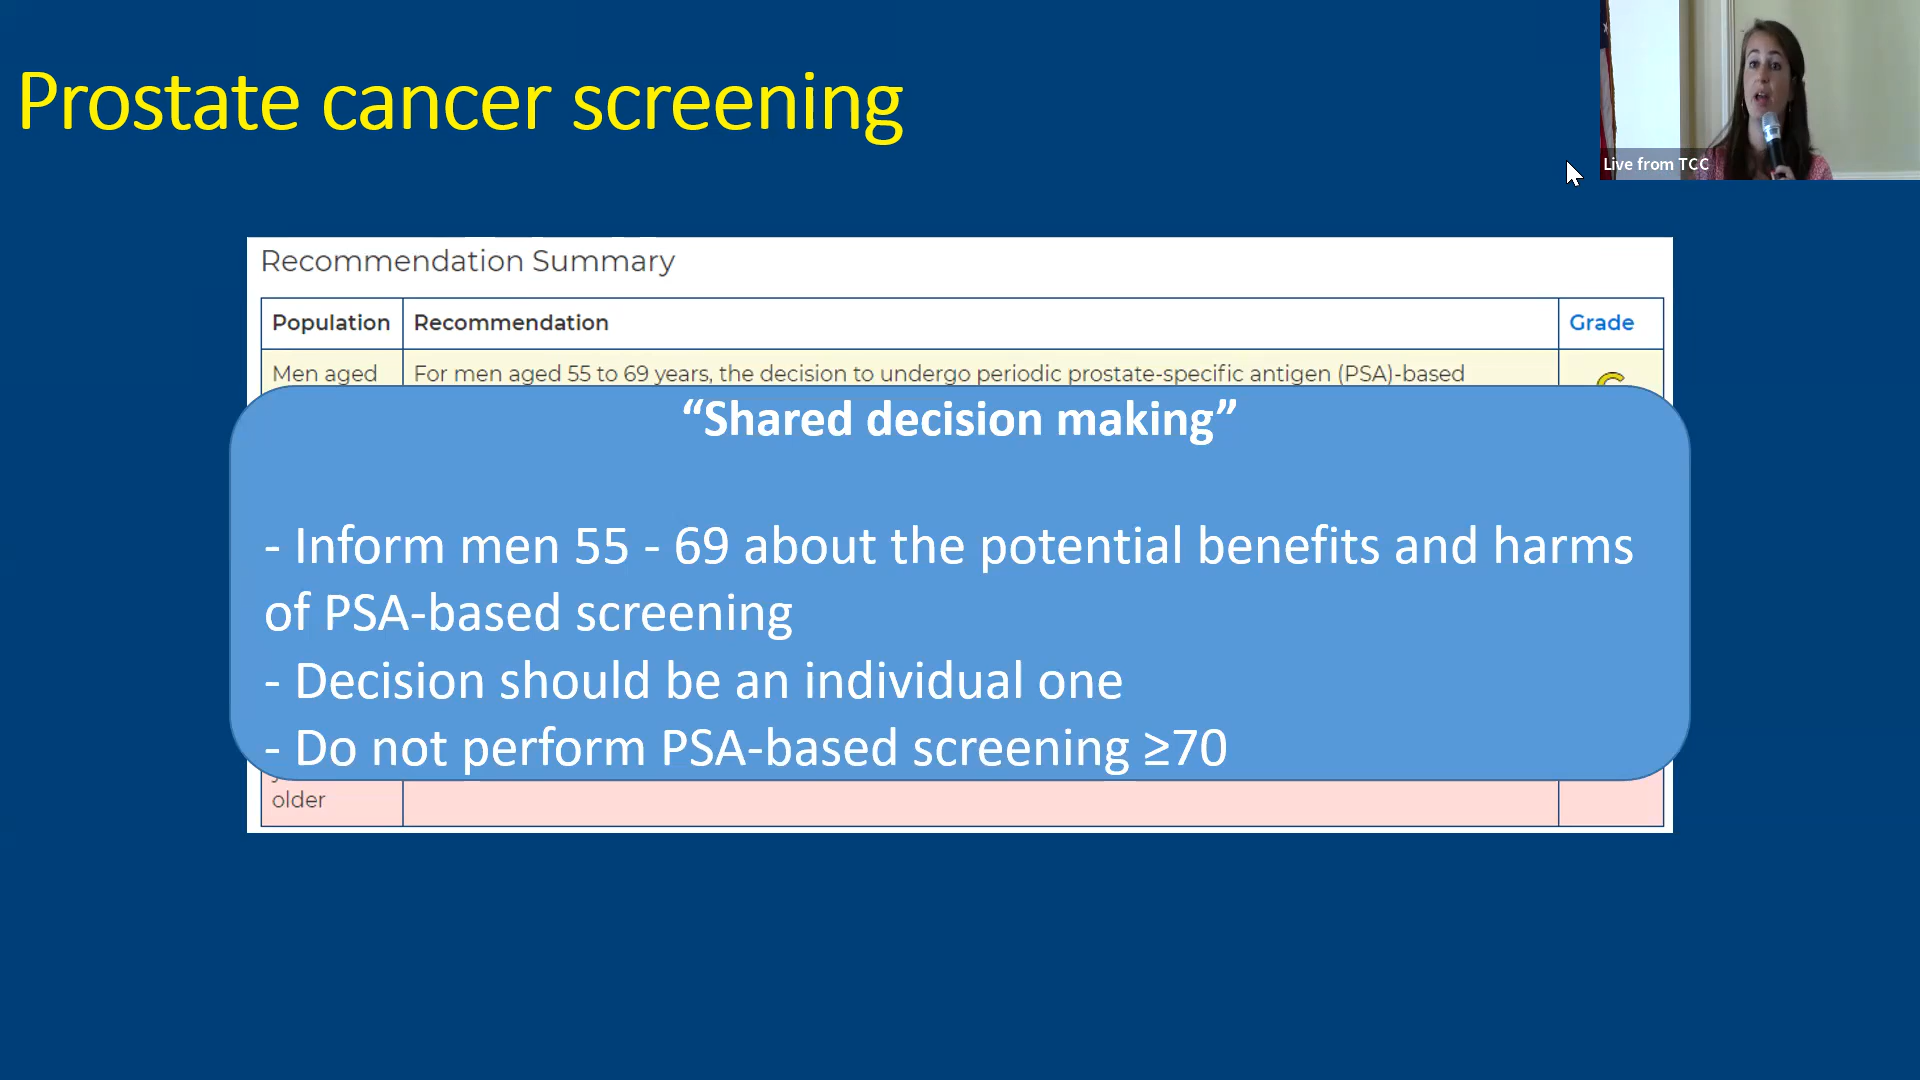 Prostate cancer screening
Live from TCC
Recommendation Summary
Population Recommendation Grade
Men aged For men aged 55 to 69 years, the decision to undergo periodic prostate-specific antigen (PSA)-based
“Shared decision making”
- Inform men 55 - 69 about the potential benefits and harms
of PSA-based screening
- Decision should be an individual one
- Do not perform PSA-based screening ≥70
older